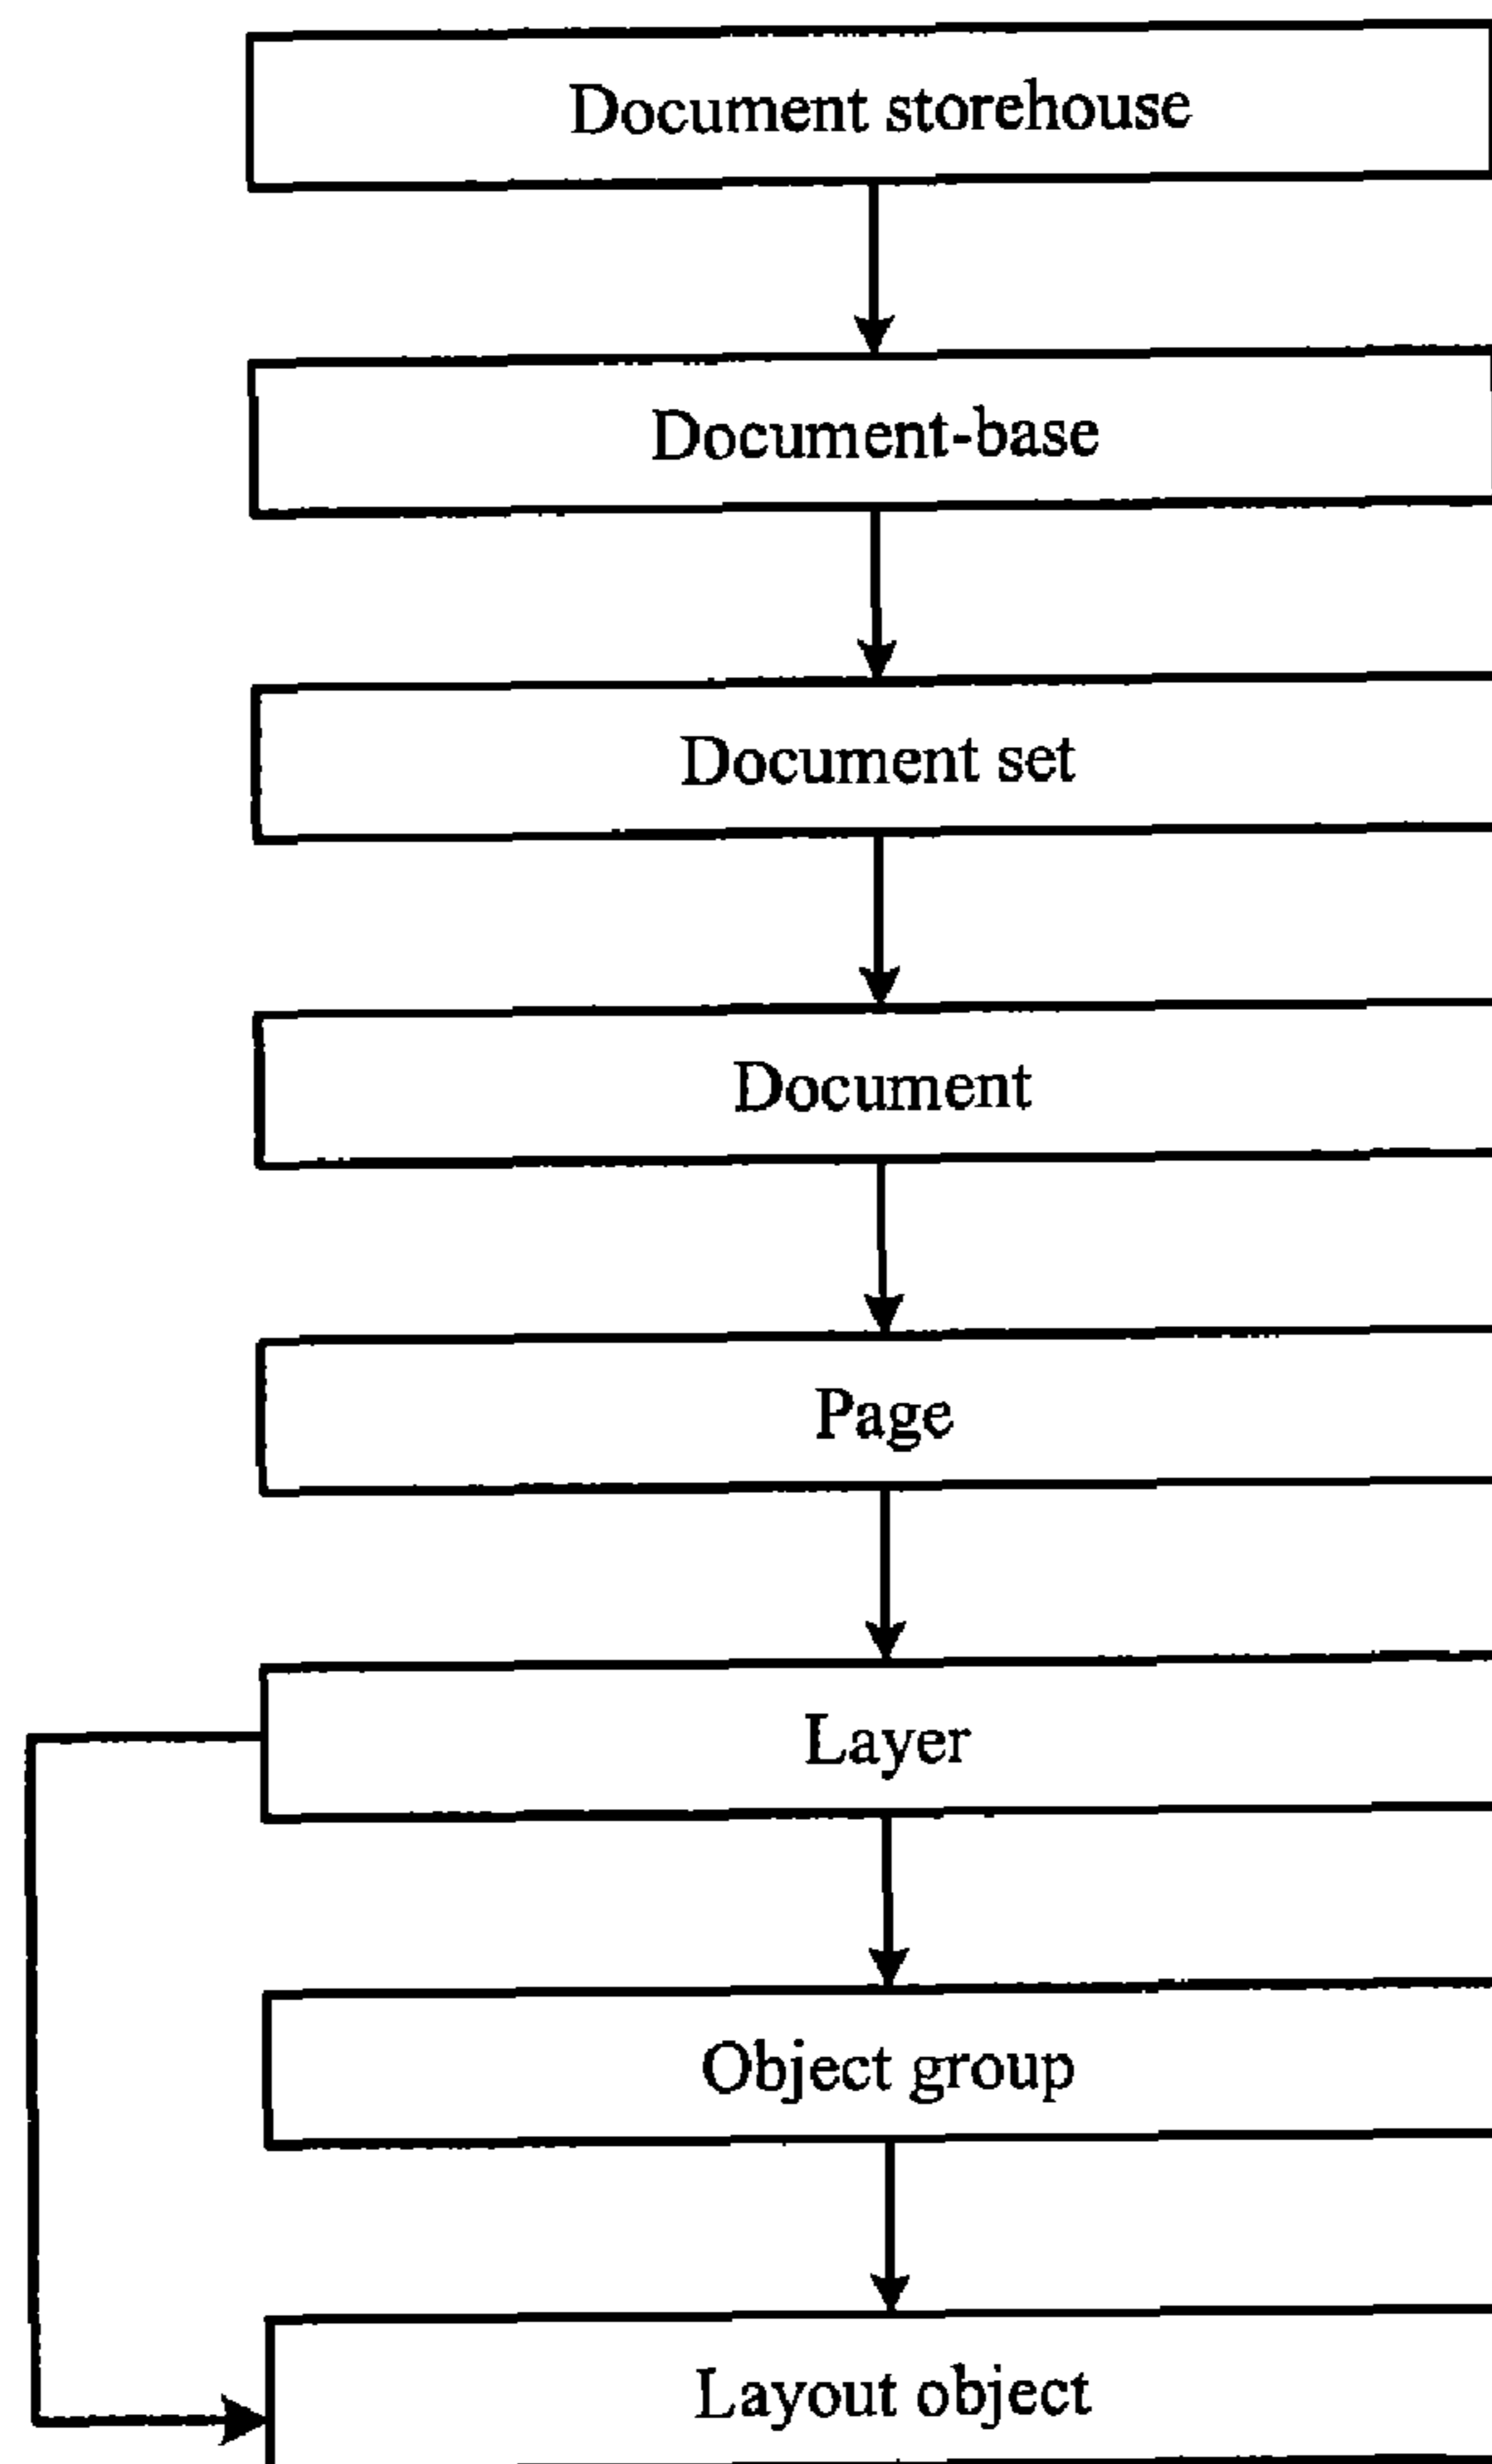 Document storehouse
Document-base
Document set
Document
Page
Layer
Object group
Layout object